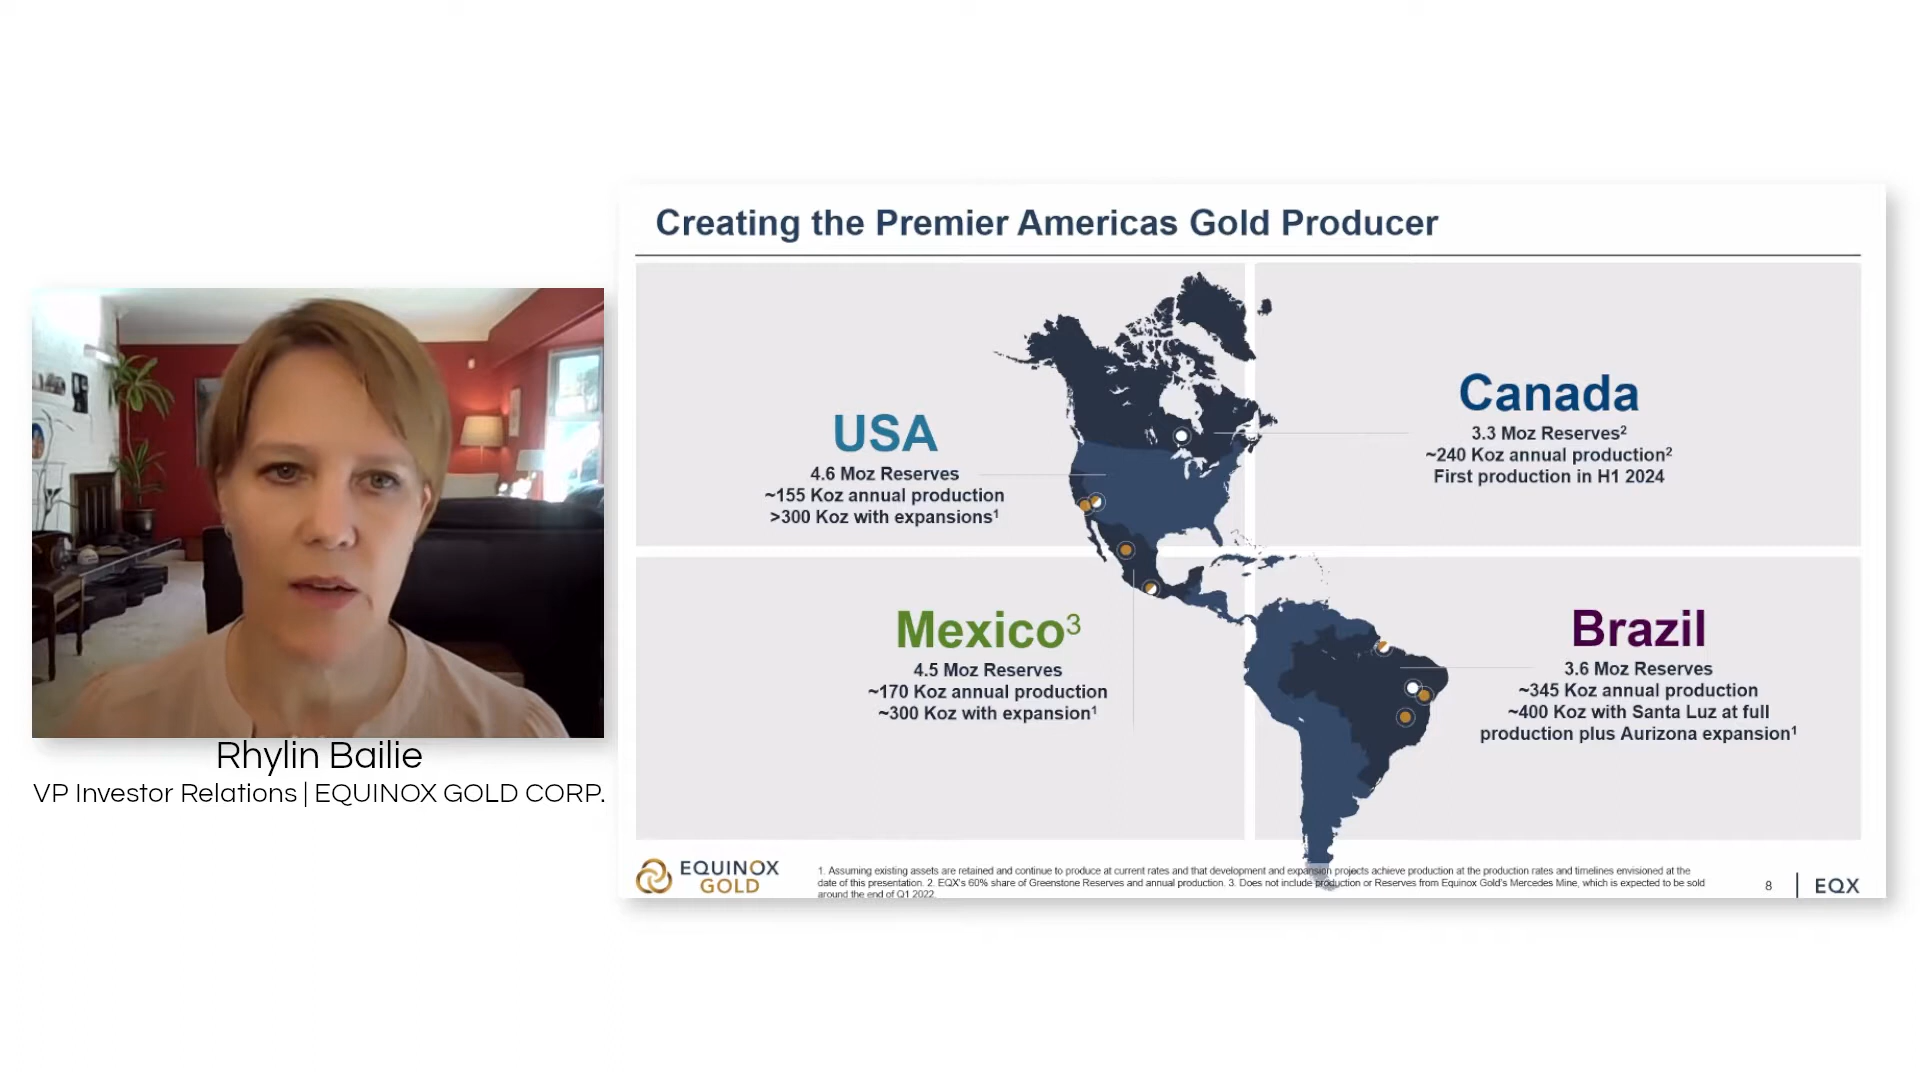 Creating the Premier Americas Gold Producer
USA
4.6 Moz Reserves
~155 Koz annual production
>300 Koz with expansions¹
Canada
3.3 Moz Reserves²
~240 Koz annual production²
First production in H1 2024
Mexico³
4.5 Moz Reserves
~170 Koz annual production
~300 Koz with expansion¹
Brazil
3.6 Moz Reserves
~345 Koz annual production
~400 Koz with Santa Luz at full
production plus Aurizona expansion¹
Rhylin Bailie
VP Investor Relations | EQUINOX GOLD CORP.
EQUINOX
GOLD
1. Assuming existing assets are retained and continue to produce at current rates and that development and expansion projects achieve production at the production rates and timelines envisioned at the
date of this presentation. 2. EQX's 60% share of Greenstone Reserves and annual production. 3. Does not include production or Reserves from Equinox Gold's Mercedes Mine, which is expected to be sold
around the end of Q1 2022.
8
EQX